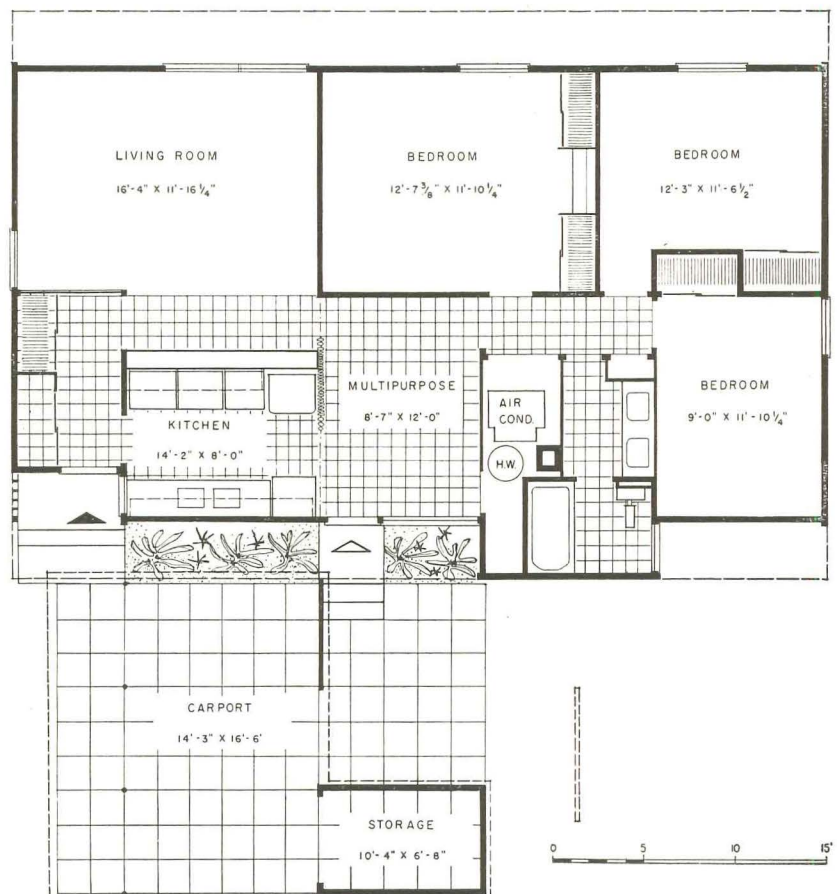 LIVING ROOM
16'-4" X 11'-16 1/4"
BEDROOM
12'-7 3/8" X 11'-10 1/4"
BEDROOM
12'-3" X 11'-6 1/2"
MULTIPURPOSE
8'-7" X 12'-0"
KITCHEN
14'-2" X 8'-0"
AIR
COND.
H.W.
BEDROOM
9'-0" X 11'-10 1/4"
CARPORT
14'-3" X 16'-6'
STORAGE
10'-4" X 6'-8"
0 5 10 15'